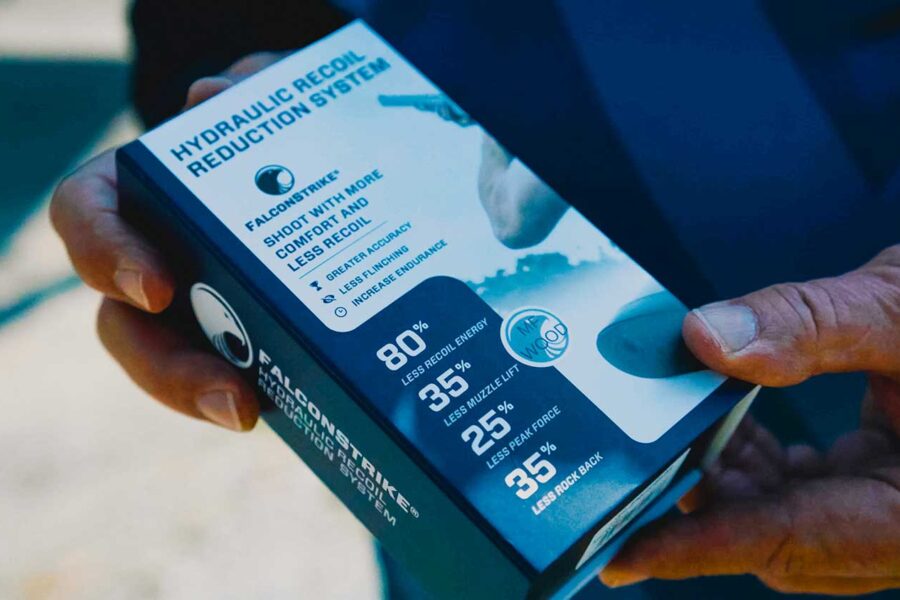 HYDRAULIC RECOIL
REDUCTION SYSTEM
FALCONSTRIKE®
SHOOT WITH MORE
COMFORT AND
LESS RECOIL
GREATER ACCURACY
LESS FLINCHING
INCREASE ENDURANCE
80%
LESS RECOIL ENERGY
35%
LESS MUZZLE LIFT
25%
LESS PEAK FORCE
35%
LESS ROCK BACK
WOOD
FALCONSTRIKE®
HYDRAULIC RECOIL
REDUCTION SYSTEM